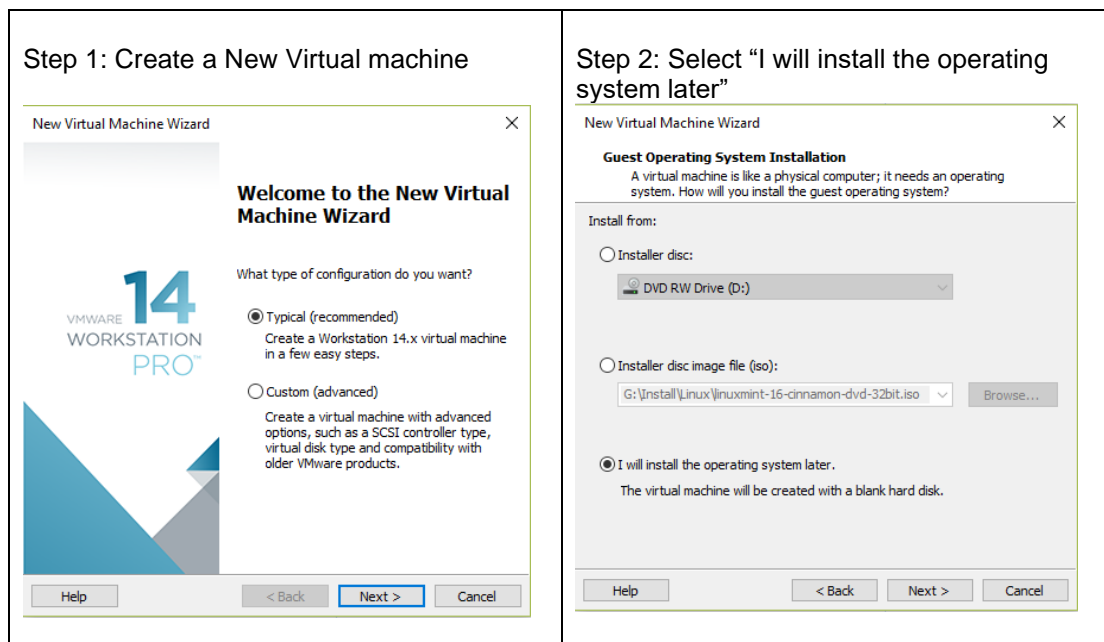 Step 1: Create a New Virtual machine
New Virtual Machine Wizard
Welcome to the New Virtual
Machine Wizard
What type of configuration do you want?
14
VMWARE
WORKSTATION
PRO™
Typical (recommended)
Create a Workstation 14.x virtual machine
in a few easy steps.
Custom (advanced)
Create a virtual machine with advanced
options, such as a SCSI controller type,
virtual disk type and compatibility with
older VMware products.
Help
< Back
Next >
Cancel
Step 2: Select “I will install the operating
system later”
New Virtual Machine Wizard
Guest Operating System Installation
A virtual machine is like a physical computer; it needs an operating
system. How will you install the guest operating system?
Install from:
Installer disc:
DVD RW Drive (D:)
Installer disc image file (iso):
G:\Install\Linux\linuxmint-16-cinnamon-dvd-32bit.iso
Browse...
I will install the operating system later.
The virtual machine will be created with a blank hard disk.
Help
< Back
Next >
Cancel